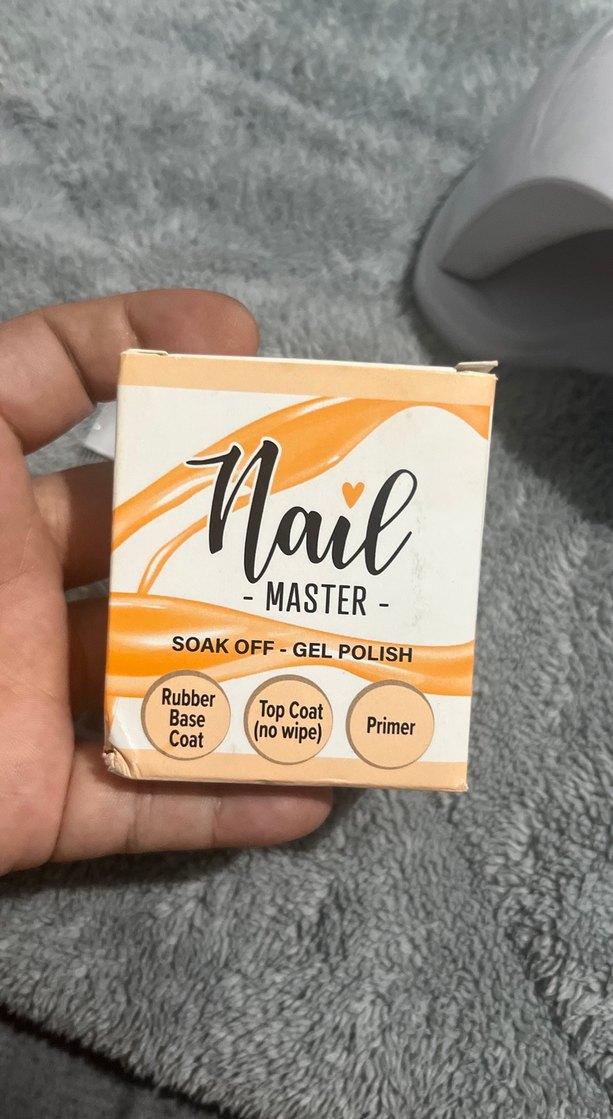 Nail
- MASTER -
SOAK OFF - GEL POLISH
Rubber
Base
Coat
Top Coat
(no wipe)
Primer